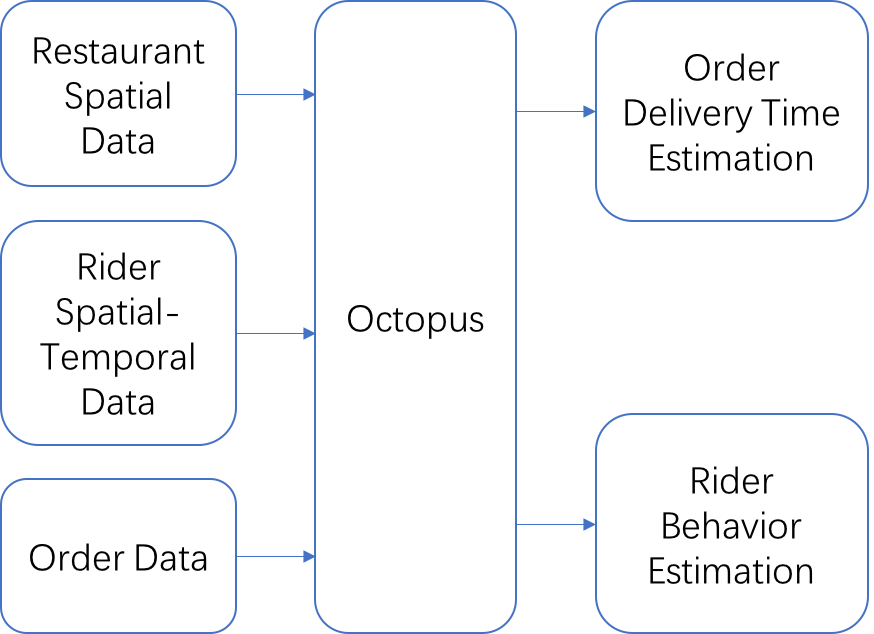 Restaurant
Spatial
Data
Rider
Spatial-
Temporal
Data
Order Data
Octopus
Order
Delivery Time
Estimation
Rider
Behavior
Estimation